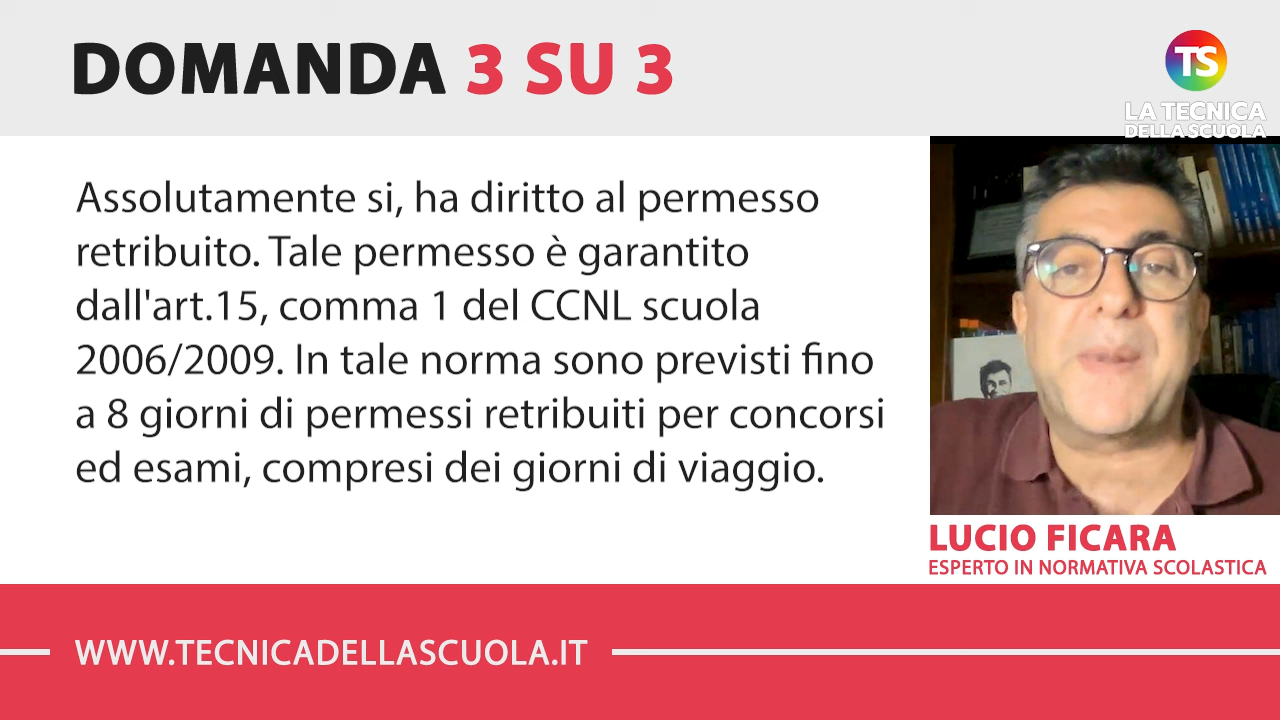 DOMANDA 3 SU 3
TS
LA TECNICA
DELLA SCUOLA
Assolutamente si, ha diritto al permesso
retribuito. Tale permesso è garantito
dall'art.15, comma 1 del CCNL scuola
2006/2009. In tale norma sono previsti fino
a 8 giorni di permessi retribuiti per concorsi
ed esami, compresi dei giorni di viaggio.
LUCIO FICARA
ESPERTO IN NORMATIVA SCOLASTICA
WWW.TECNICADELLASCUOLA.IT